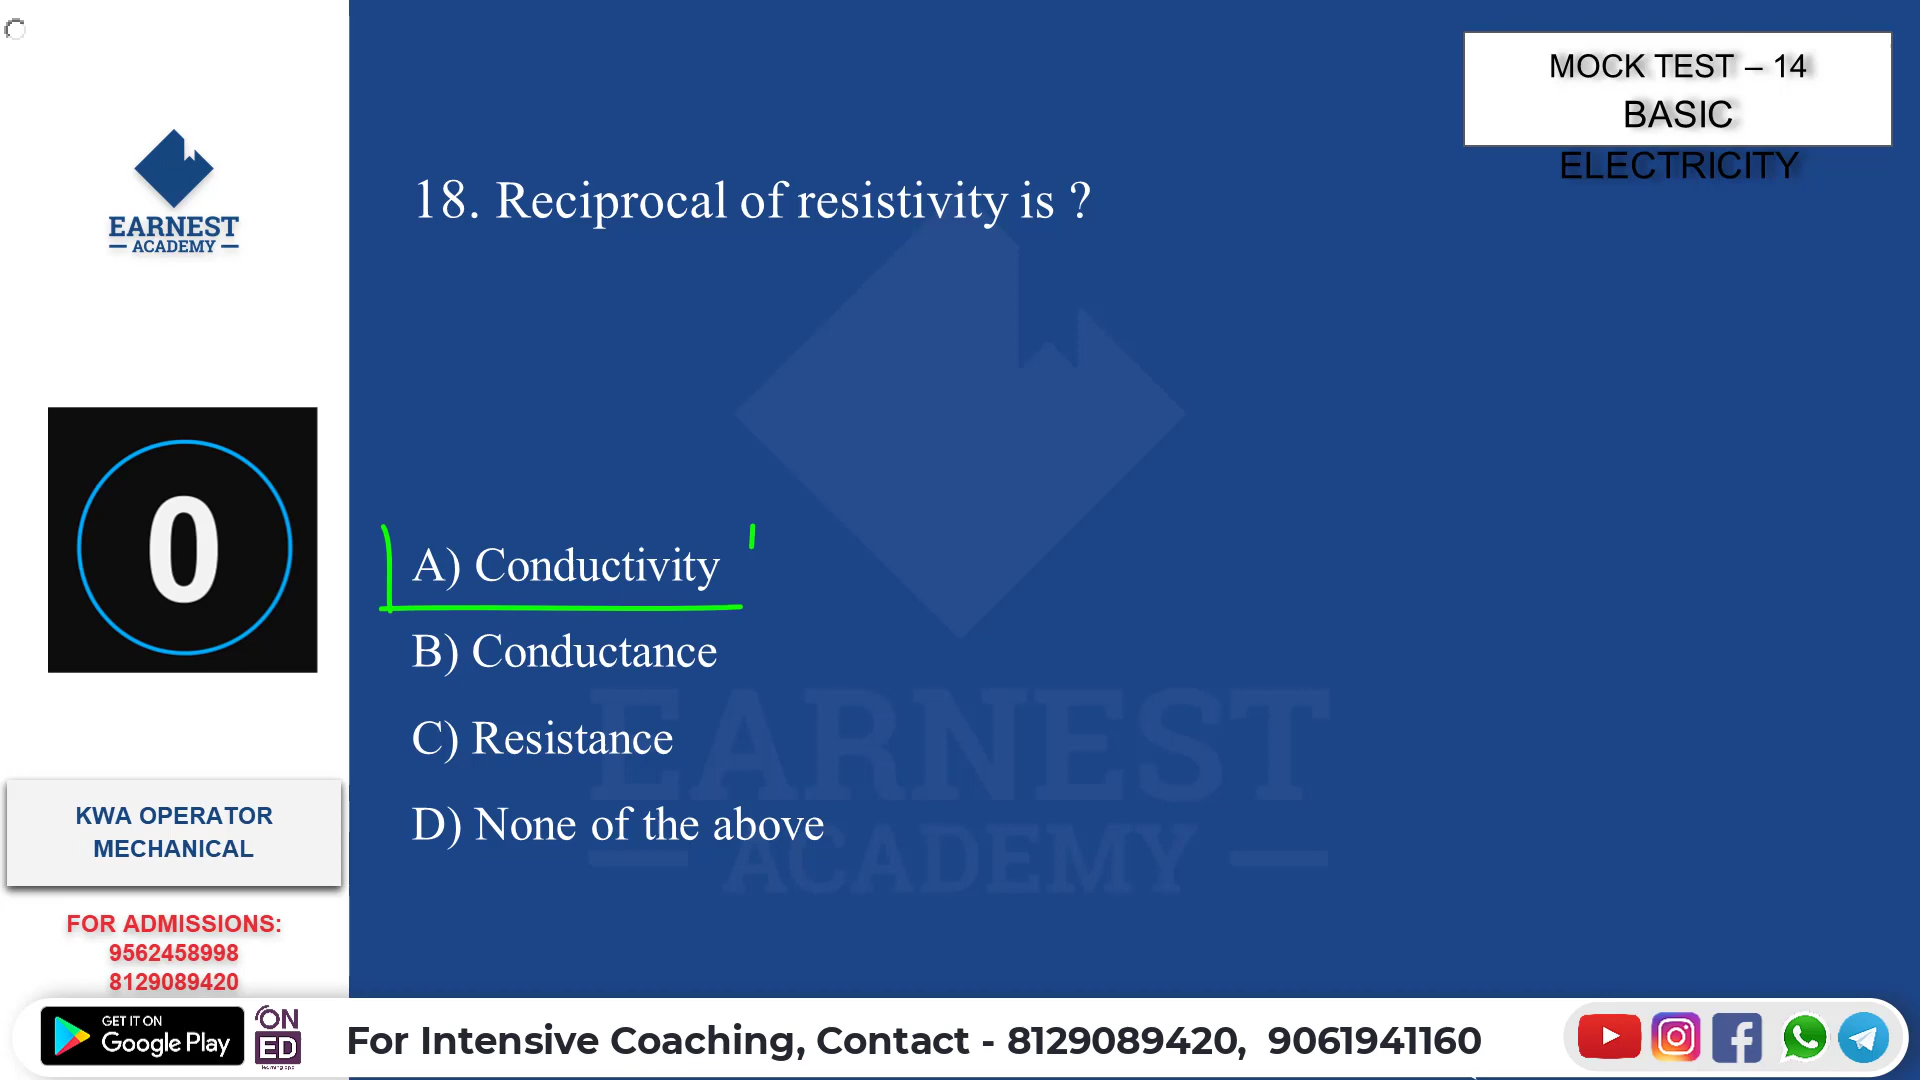 MOCK TEST – 14
BASIC
ELECTRICITY
EARNEST
ACADEMY
18. Reciprocal of resistivity is ?
0
A) Conductivity
B) Conductance
C) Resistance
D) None of the above
EARNEST
ACADEMY
KWA OPERATOR
MECHANICAL
FOR ADMISSIONS:
9562458998
8129089420
GET IT ON
Google Play
ON
ED
For Intensive Coaching, Contact - 8129089420, 9061941160